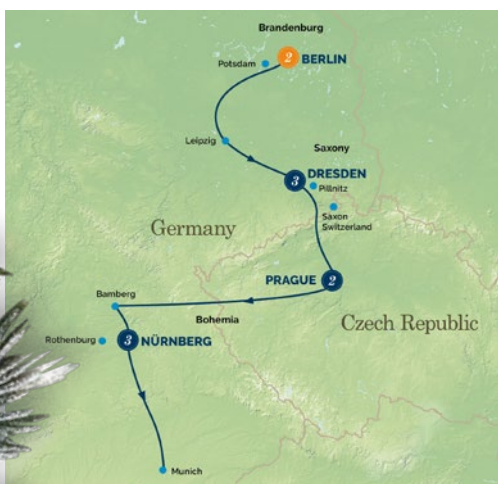 Brandenburg
Potsdam
2 BERLIN
Leipzig
Saxony
3 DRESDEN
Pillnitz
Saxon
Switzerland
Germany
PRAGUE 2
Bamberg
Bohemia
Czech Republic
Rothenburg
3 NÜRNBERG
Munich